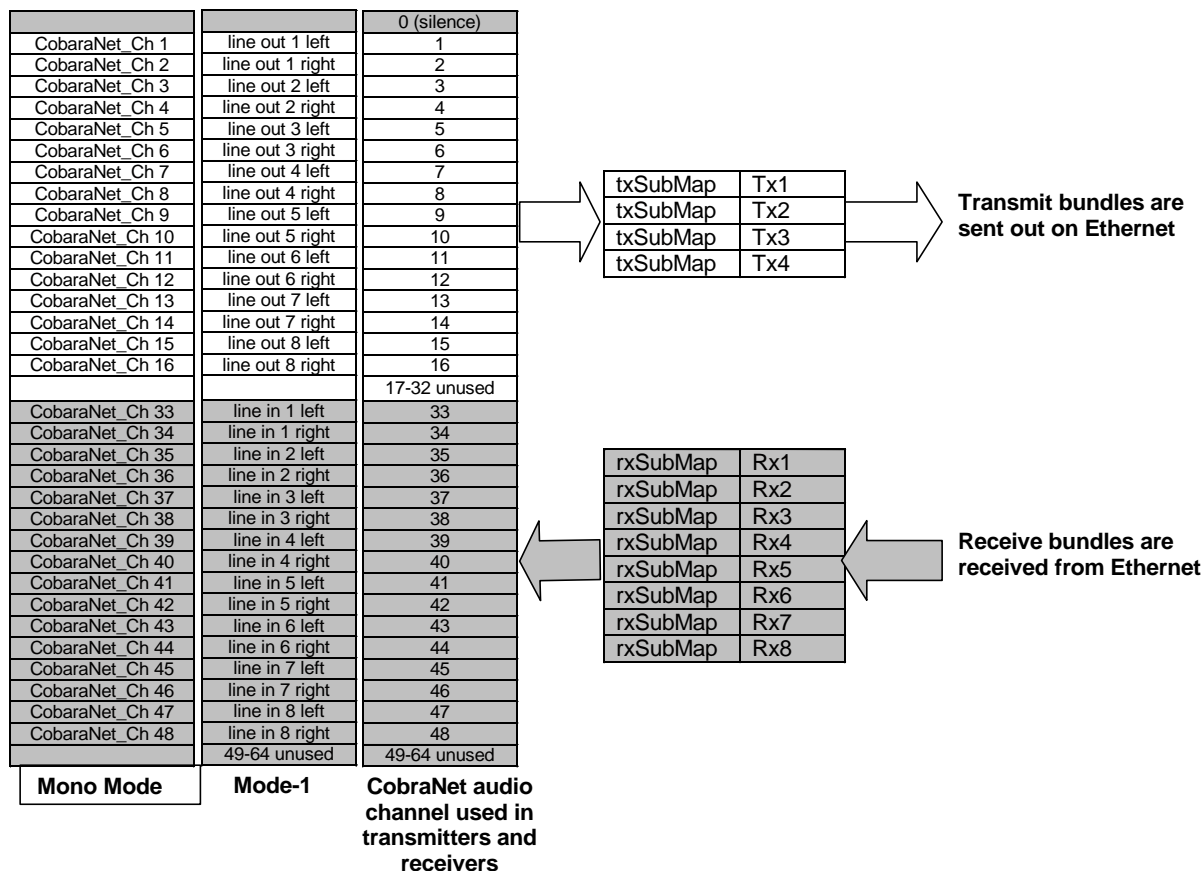 0 (silence)
CobaraNet_Ch 1 line out 1 left 1
CobaraNet_Ch 2 line out 1 right 2
CobaraNet_Ch 3 line out 2 left 3
CobaraNet_Ch 4 line out 2 right 4
CobaraNet_Ch 5 line out 3 left 5
CobaraNet_Ch 6 line out 3 right 6
CobaraNet_Ch 7 line out 4 left 7
CobaraNet_Ch 8 line out 4 right 8
CobaraNet_Ch 9 line out 5 left 9
CobaraNet_Ch 10 line out 5 right 10
CobaraNet_Ch 11 line out 6 left 11
CobaraNet_Ch 12 line out 6 right 12
CobaraNet_Ch 13 line out 7 left 13
CobaraNet_Ch 14 line out 7 right 14
CobaraNet_Ch 15 line out 8 left 15
CobaraNet_Ch 16 line out 8 right 16
17-32 unused
CobaraNet_Ch 33 line in 1 left 33
CobaraNet_Ch 34 line in 1 right 34
CobaraNet_Ch 35 line in 2 left 35
CobaraNet_Ch 36 line in 2 right 36
CobaraNet_Ch 37 line in 3 left 37
CobaraNet_Ch 38 line in 3 right 38
CobaraNet_Ch 39 line in 4 left 39
CobaraNet_Ch 40 line in 4 right 40
CobaraNet_Ch 41 line in 5 left 41
CobaraNet_Ch 42 line in 5 right 42
CobaraNet_Ch 43 line in 6 left 43
CobaraNet_Ch 44 line in 6 right 44
CobaraNet_Ch 45 line in 7 left 45
CobaraNet_Ch 46 line in 7 right 46
CobaraNet_Ch 47 line in 8 left 47
CobaraNet_Ch 48 line in 8 right 48
49-64 unused 49-64 unused
Mono Mode
Mode-1
CobraNet audio
channel used in
transmitters and
receivers
txSubMap Tx1
txSubMap Tx2
txSubMap Tx3
txSubMap Tx4
Transmit bundles are
sent out on Ethernet
rxSubMap Rx1
rxSubMap Rx2
rxSubMap Rx3
rxSubMap Rx4
rxSubMap Rx5
rxSubMap Rx6
rxSubMap Rx7
rxSubMap Rx8
Receive bundles are
received from Ethernet